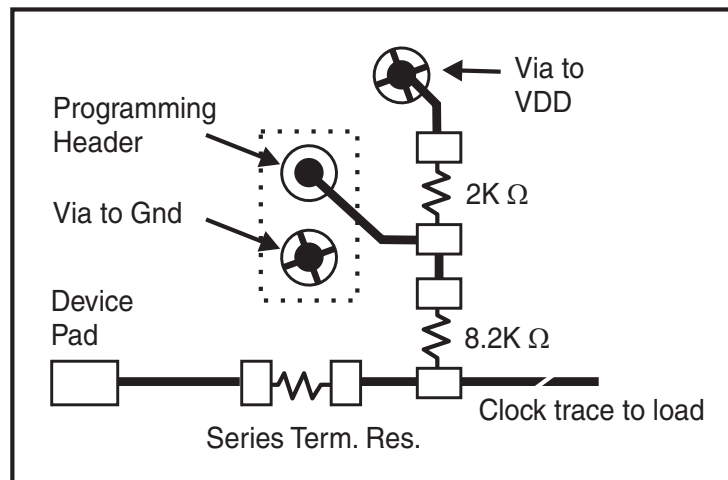 Via to
VDD
Programming
Header
2K Ω
Via to Gnd
Device
Pad
8.2K Ω
Clock trace to load
Series Term. Res.